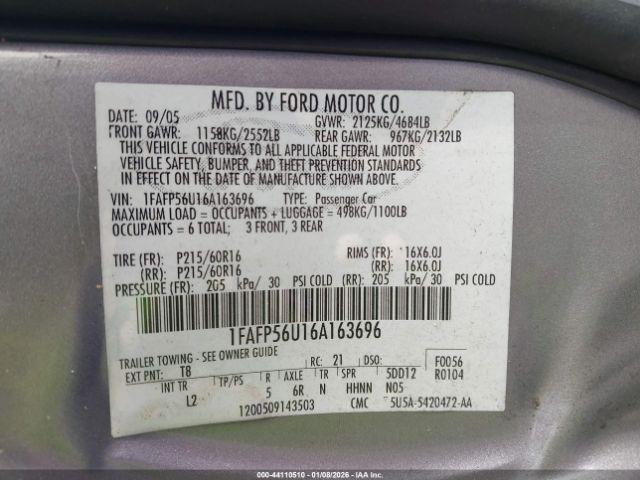 MFD. BY FORD MOTOR CO.
DATE: 09/05 GVWR: 2125KG/4684LB
FRONT GAWR: 1158KG/2552LB REAR GAWR: 967KG/2132LB
THIS VEHICLE CONFORMS TO ALL APPLICABLE FEDERAL MOTOR
VEHICLE SAFETY, BUMPER, AND THEFT PREVENTION STANDARDS
IN EFFECT ON THE DATE OF MANUFACTURE SHOWN ABOVE.
VIN: 1FAFP56U16A163696 TYPE: Passenger Car
MAXIMUM LOAD = OCCUPANTS + LUGGAGE = 498KG/1100LB
OCCUPANTS = 6 TOTAL; 3 FRONT, 3 REAR
TIRE (FR): P215/60R16 RIMS (FR): 16X6.0J
(RR): P215/60R16 (RR): 16X6.0J
PRESSURE (FR): 205 kPa/ 30 PSI COLD (RR): 205 kPa/ 30 PSI COLD
1FAFP56U16A163696
TRAILER TOWING - SEE OWNER GUIDE RC: 21 DSO: F0056
EXT PNT: T8 5DD12 R0104
INT TR TP/PS R AXLE TR SPR N05
L2 5 6R N HHNN
1200509143503 CMC 5U5A-5420472-AA
000-44110510 - 01/08/2026 - IAAI.COM